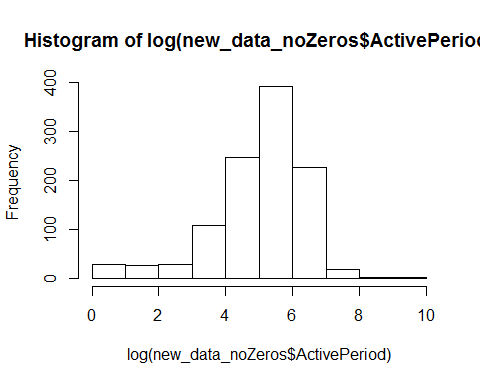 Histogram of log(new_data_noZeros$ActivePeriod
400
300
200
100
0
Frequency
0 2 4 6 8 10
log(new_data_noZeros$ActivePeriod)